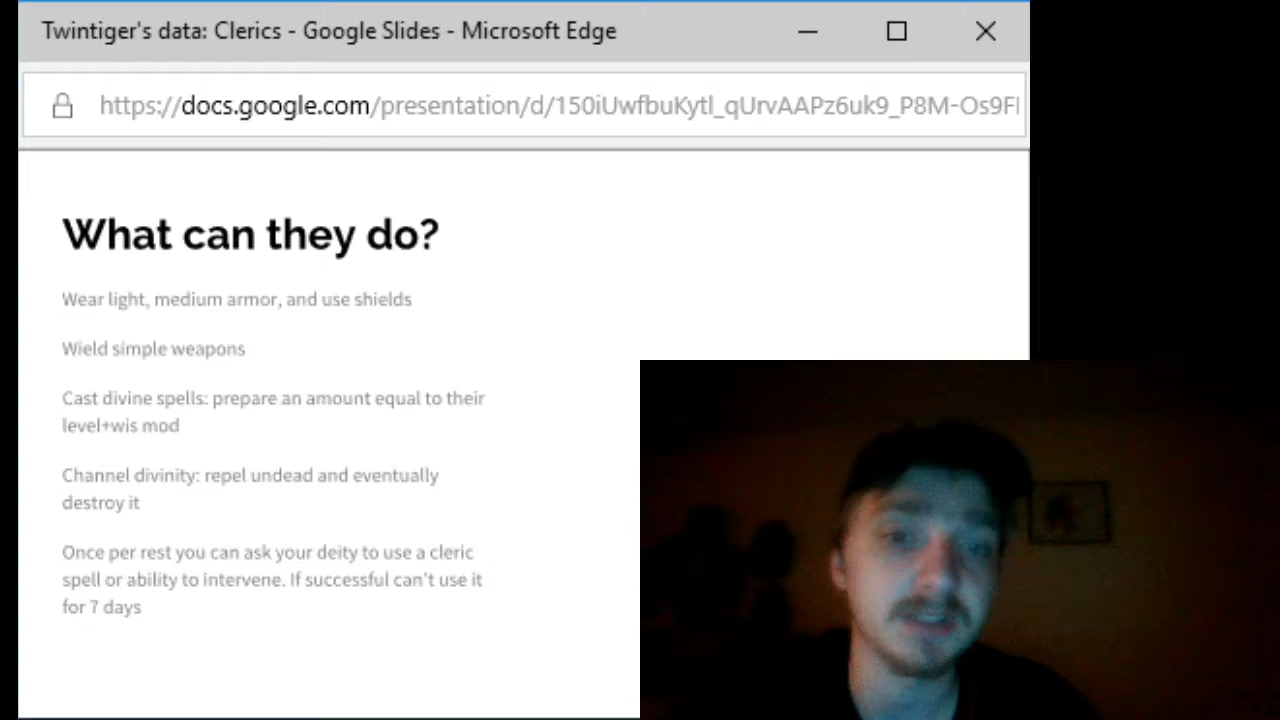 Twintiger's data: Clerics - Google Slides - Microsoft Edge
https://docs.google.com/presentation/d/150iUwfbuKytl_qUrvAAPz6uk9_P8M-Os9F
What can they do?
Wear light, medium armor, and use shields
Wield simple weapons
Cast divine spells: prepare an amount equal to their
level+wis mod
Channel divinity: repel undead and eventually
destroy it
Once per rest you can ask your deity to use a cleric
spell or ability to intervene. If successful can't use it
for 7 days